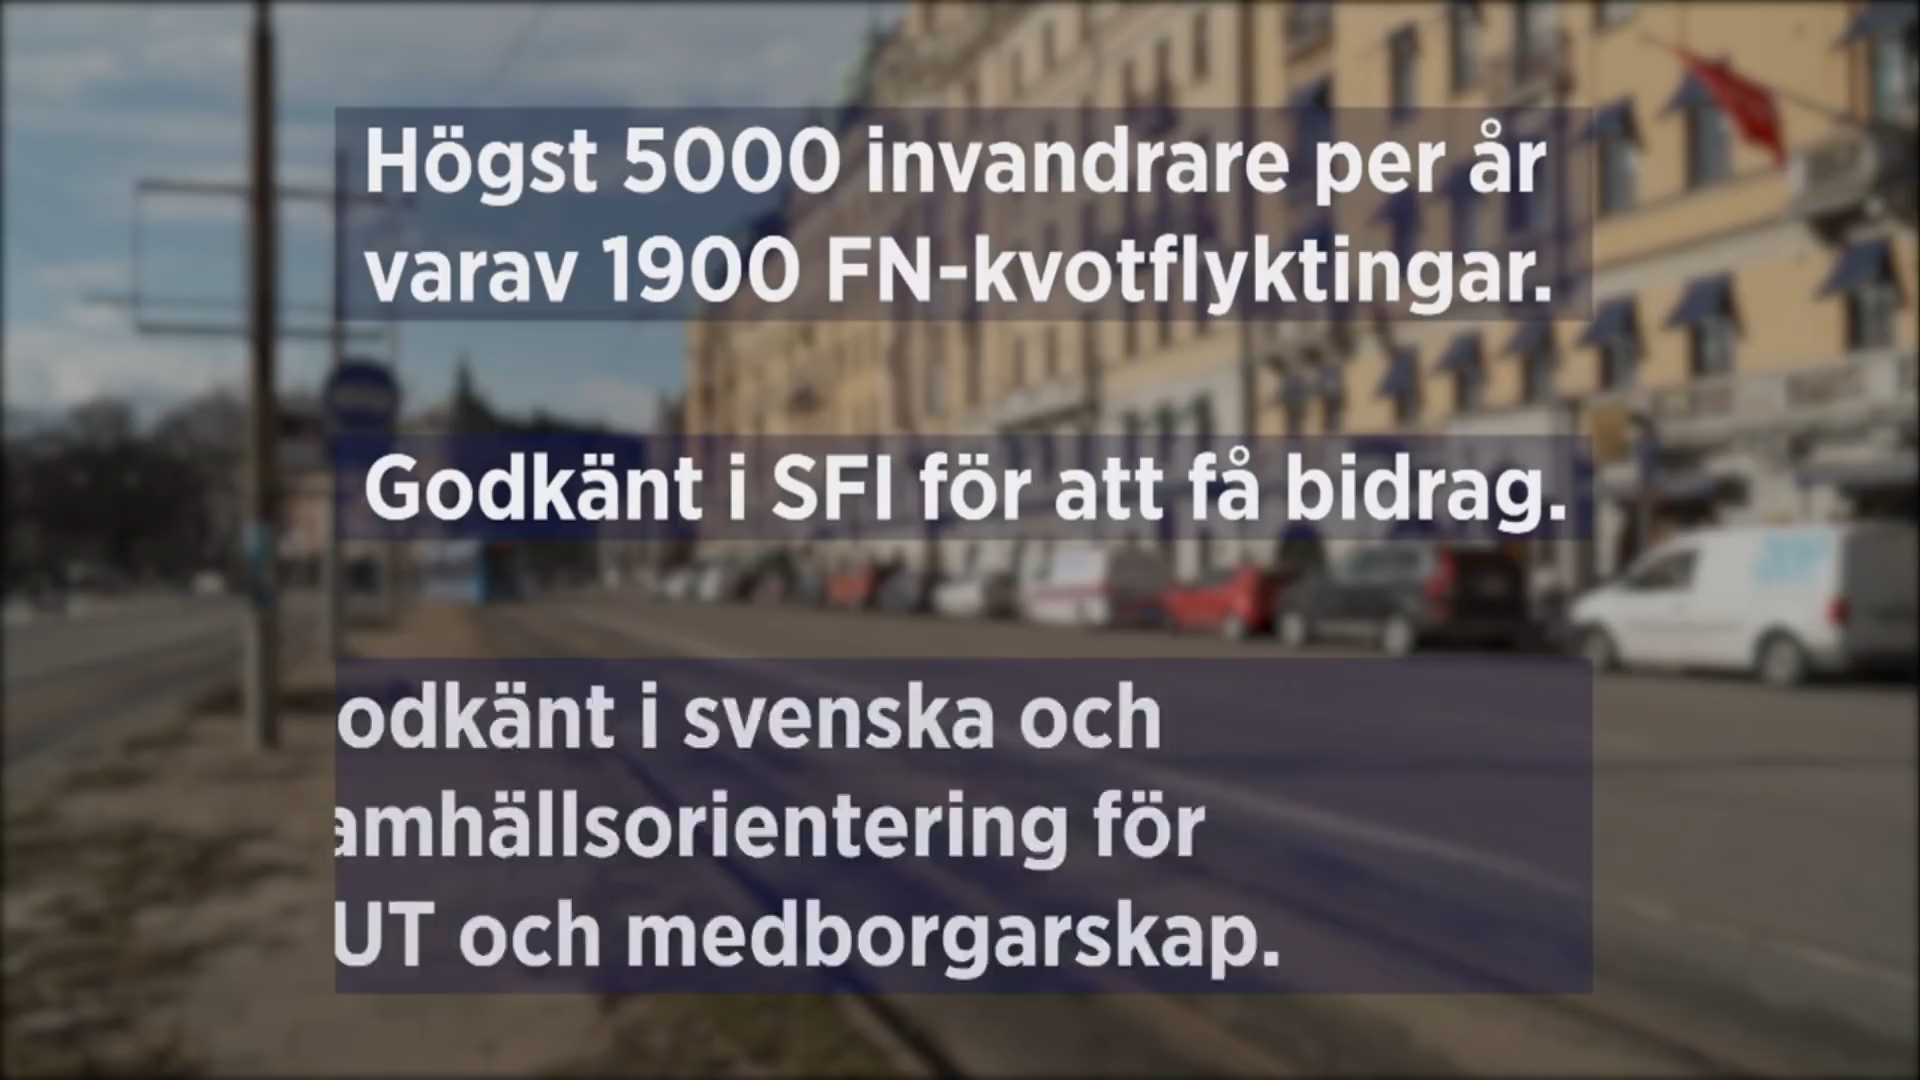 Högst 5000 invandrare per år
varav 1900 FN-kvotflyktingar.
Godkänt i SFI för att få bidrag.
odkänt i svenska och
amhällsorientering för
UT och medborgarskap.